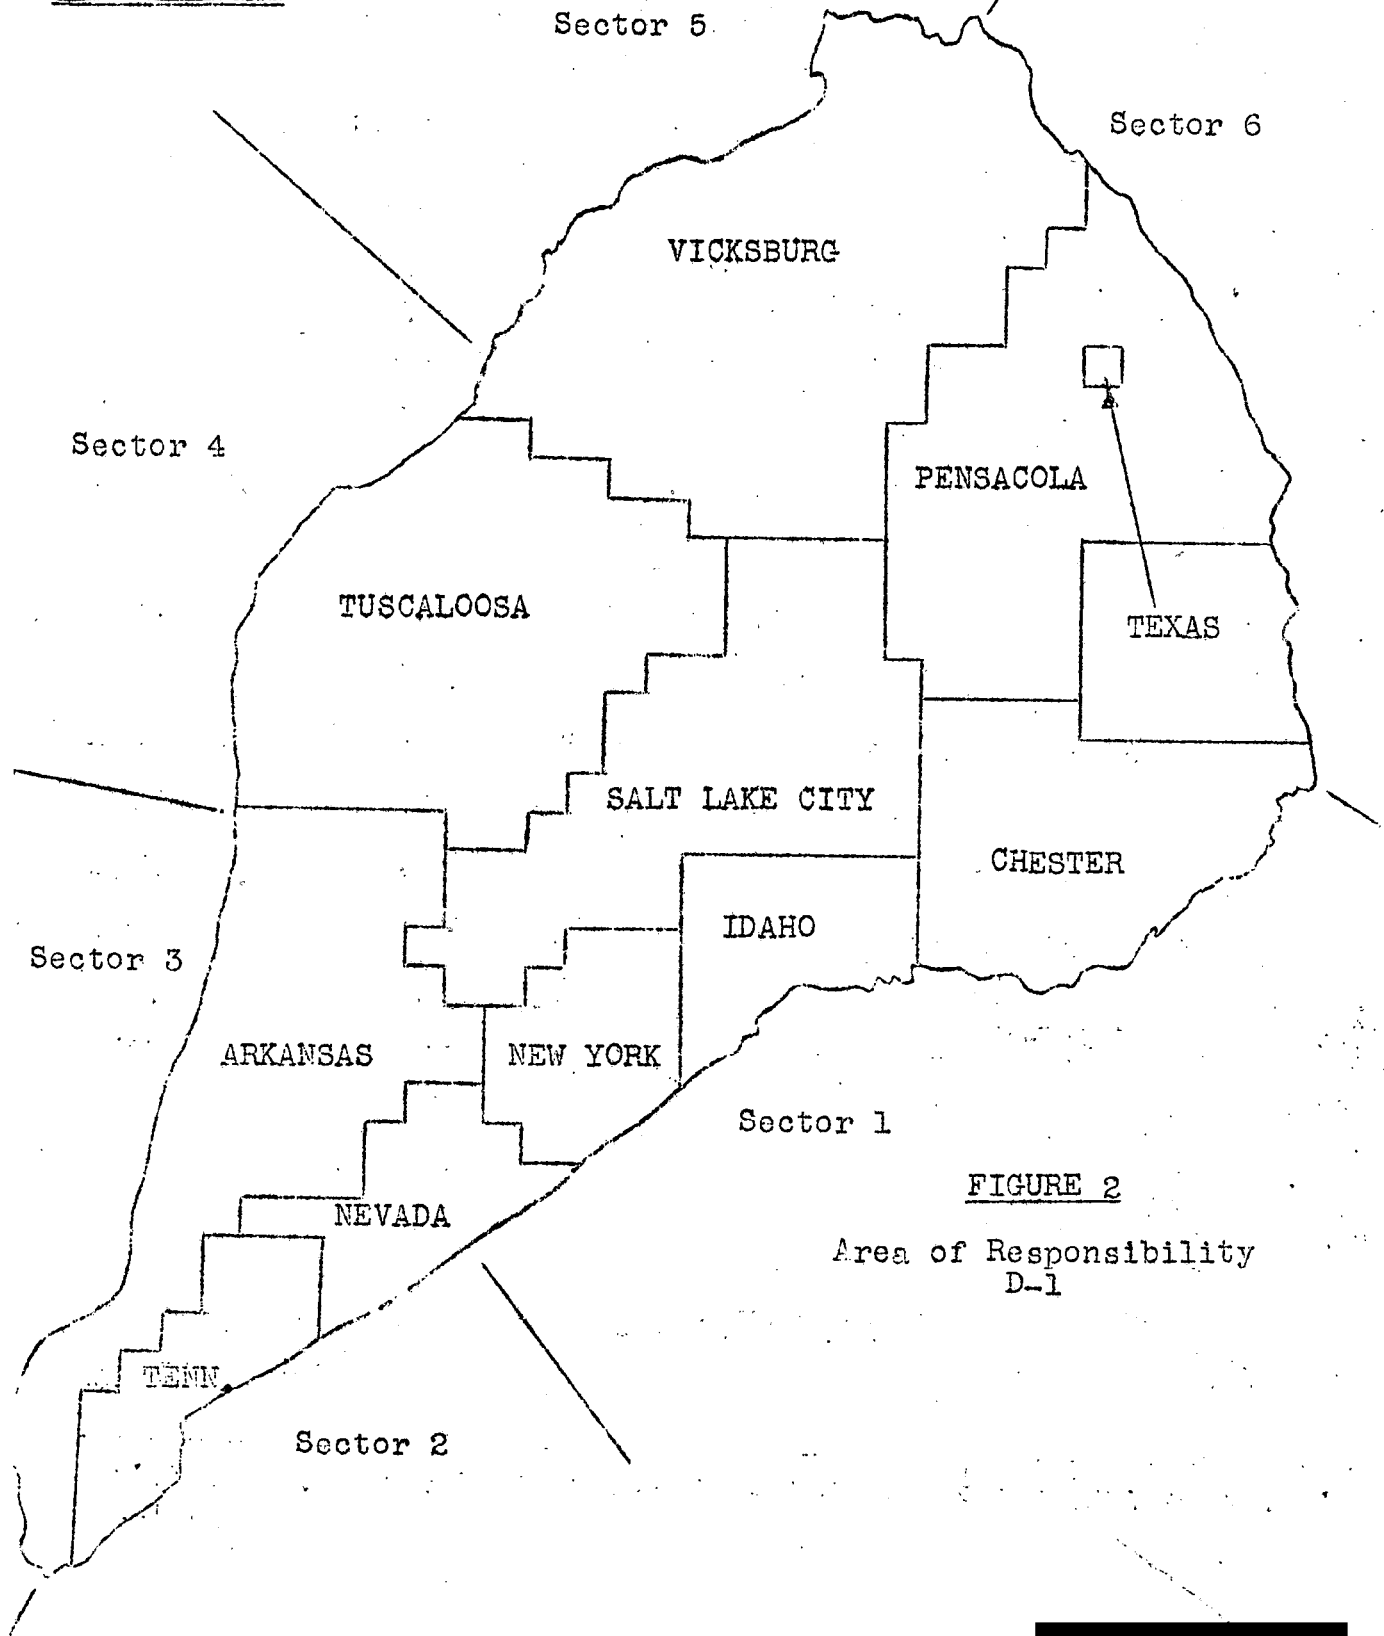 Sector 5
Sector 6
VICKSBURG
Sector 4
PENSACOLA
TUSCALOOSA
TEXAS
SALT LAKE CITY
CHESTER
IDAHO
Sector 3
ARKANSAS
NEW YORK
Sector 1
FIGURE 2
NEVADA
Area of Responsibility
D-1
TENN.
Sector 2